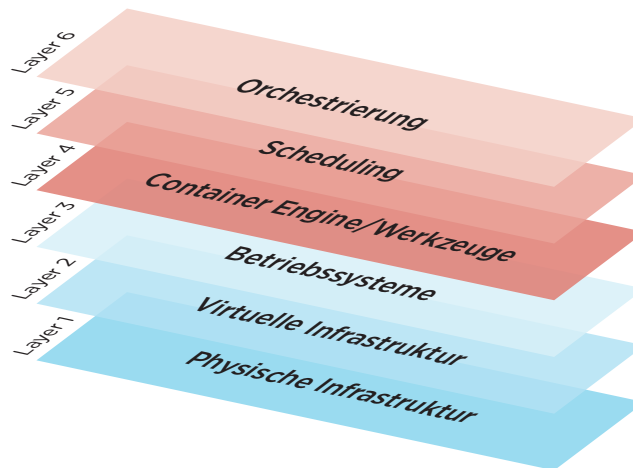 Layer 6
Orchestrierung
Layer 5
Scheduling
Layer 4
Container Engine/Werkzeuge
Layer 3
Betriebssysteme
Layer 2
Virtuelle Infrastruktur
Layer 1
Physische Infrastruktur